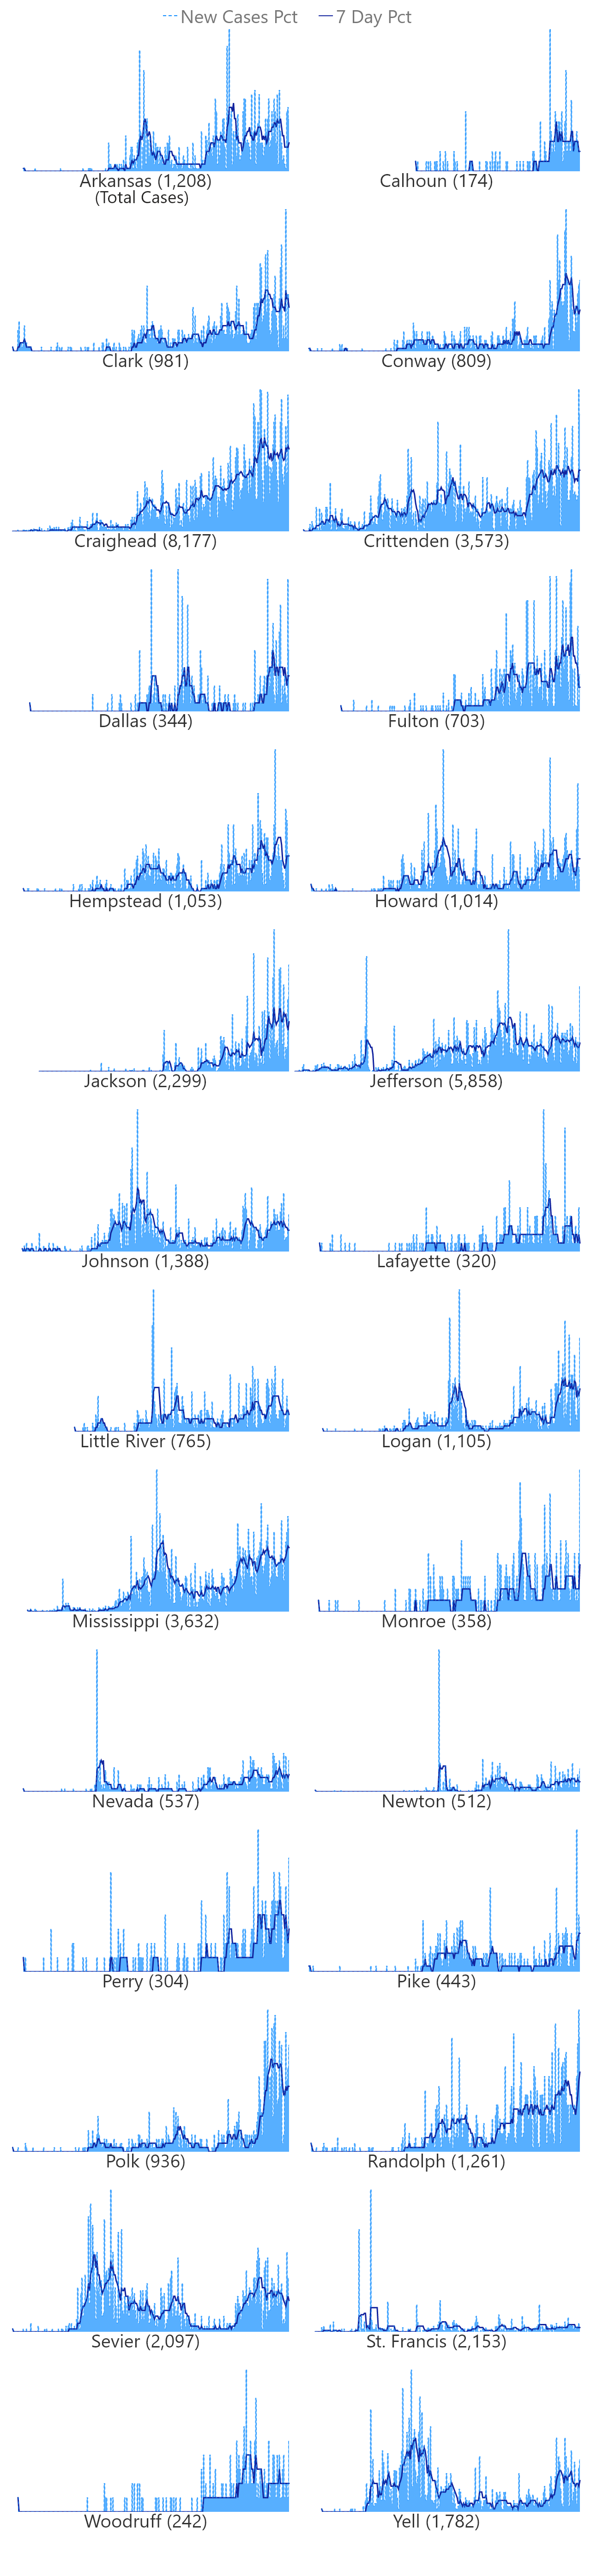 New Cases Pct 7 Day Pct
Arkansas (1,208) Calhoun (174)
(Total Cases)
Clark (981) Conway (809)
Craighead (8,177) Crittenden (3,573)
Dallas (344) Fulton (703)
Hempstead (1,053) Howard (1,014)
Jackson (2,299) Jefferson (5,858)
Johnson (1,388) Lafayette (320)
Little River (765) Logan (1,105)
Mississippi (3,632) Monroe (358)
Nevada (537) Newton (512)
Perry (304) Pike (443)
Polk (936) Randolph (1,261)
Sevier (2,097) St. Francis (2,153)
Woodruff (242) Yell (1,782)